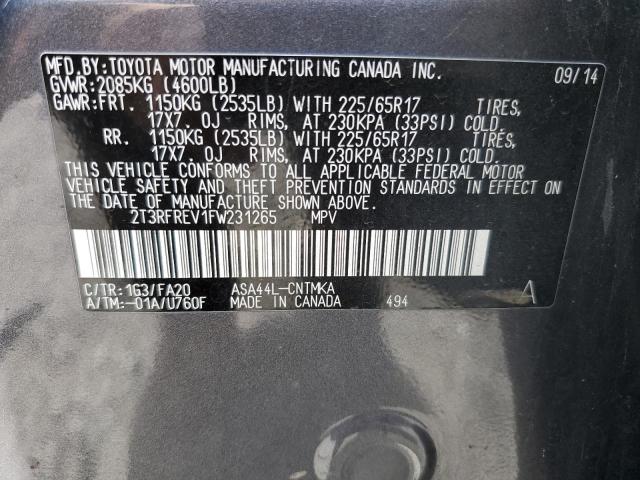 MFD.BY:TOYOTA MOTOR MANUFACTURING CANADA INC. 09/14
GVWR:2085KG (4600LB)
GAWR:FRT. 1150KG (2535LB) WITH 225/65R17 TIRES,
17X7. 0J RIMS, AT 230KPA (33PSI) COLD.
RR. 1150KG (2535LB) WITH 225/65R17 TIRES,
17X7. 0J RIMS, AT 230KPA (33PSI) COLD.
THIS VEHICLE CONFORMS TO ALL APPLICABLE FEDERAL MOTOR
VEHICLE SAFETY AND THEFT PREVENTION STANDARDS IN EFFECT ON
THE DATE OF MANUFACTURE SHOWN ABOVE.
2T3RFREV1FW231265 MPV
C/TR:1G3/FA20 ASA44L-CNTMKA A
A/TM:-01A/U760F MADE IN CANADA 494